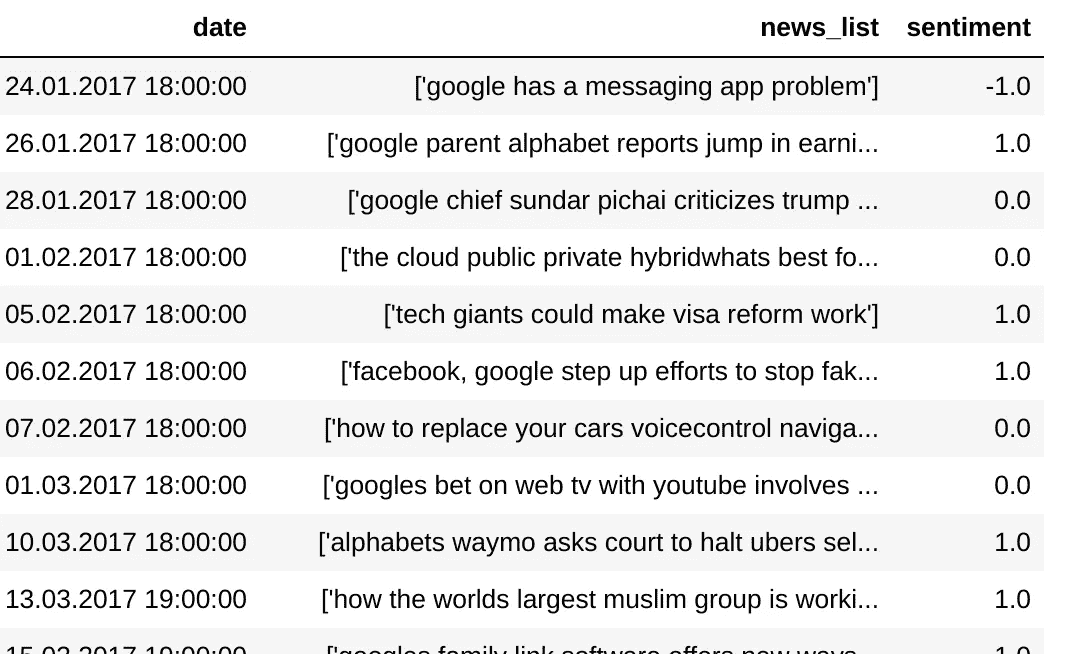 date news_list sentiment
24.01.2017 18:00:00 ['google has a messaging app problem'] -1.0
26.01.2017 18:00:00 ['google parent alphabet reports jump in earni... 1.0
28.01.2017 18:00:00 ['google chief sundar pichai criticizes trump ... 0.0
01.02.2017 18:00:00 ['the cloud public private hybridwhats best fo... 0.0
05.02.2017 18:00:00 ['tech giants could make visa reform work'] 1.0
06.02.2017 18:00:00 ['facebook, google step up efforts to stop fak... 1.0
07.02.2017 18:00:00 ['how to replace your cars voicecontrol naviga... 0.0
01.03.2017 18:00:00 ['googles bet on web tv with youtube involves ... 0.0
10.03.2017 18:00:00 ['alphabets waymo asks court to halt ubers sel... 1.0
13.03.2017 19:00:00 ['how the worlds largest muslim group is worki... 1.0
['googles family link software offers new ways